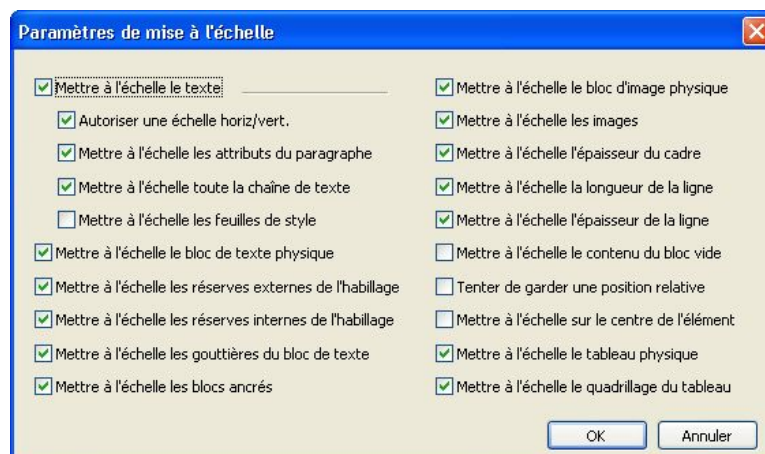 Paramètres de mise à l'échelle
Mettre à l'échelle le texte
Autoriser une échelle horiz/vert.
Mettre à l'échelle les attributs du paragraphe
Mettre à l'échelle toute la chaîne de texte
Mettre à l'échelle les feuilles de style
Mettre à l'échelle le bloc de texte physique
Mettre à l'échelle les réserves externes de l'habillage
Mettre à l'échelle les réserves internes de l'habillage
Mettre à l'échelle les gouttières du bloc de texte
Mettre à l'échelle les blocs ancrés
Mettre à l'échelle le bloc d'image physique
Mettre à l'échelle les images
Mettre à l'échelle l'épaisseur du cadre
Mettre à l'échelle la longueur de la ligne
Mettre à l'échelle l'épaisseur de la ligne
Mettre à l'échelle le contenu du bloc vide
Tenter de garder une position relative
Mettre à l'échelle sur le centre de l'élément
Mettre à l'échelle le tableau physique
Mettre à l'échelle le quadrillage du tableau
OK
Annuler